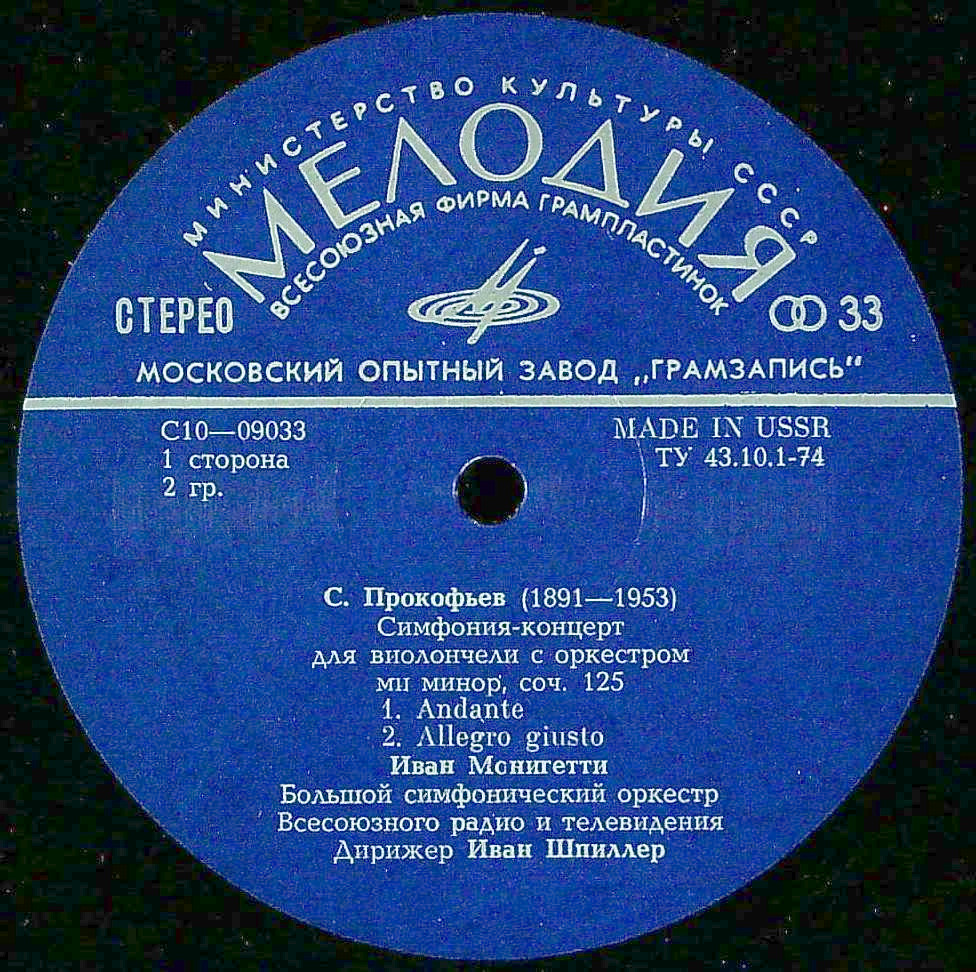 МИНИСТЕРСТВО КУЛЬТУРЫ СССР
МЕЛОДИЯ
ВСЕСОЮЗНАЯ ФИРМА ГРАМПЛАСТИНОК
СТЕРЕО
33
МОСКОВСКИЙ ОПЫТНЫЙ ЗАВОД „ГРАМЗАПИСЬ“
С10—09033
MADE IN USSR
1 сторона
ТУ 43.10.1-74
2 гр.
С. Прокофьев (1891—1953)
Симфония-концерт
для виолончели с оркестром
ми минор, соч. 125
1. Andante
2. Allegro giusto
Иван Монигетти
Большой симфонический оркестр
Всесоюзного радио и телевидения
Дирижер Иван Шпиллер